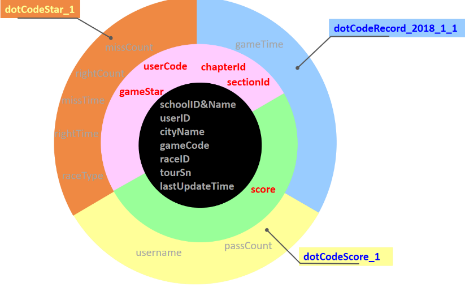 dotCodeStar_1
dotCodeRecord_2018_1_1
gameTime
userCode
chapterId
sectionId
gameStar
schoolID&Name
userID
cityName
gameCode
raceID
tourSn
lastUpdateTime
score
passCount
username
dotCodeScore_1